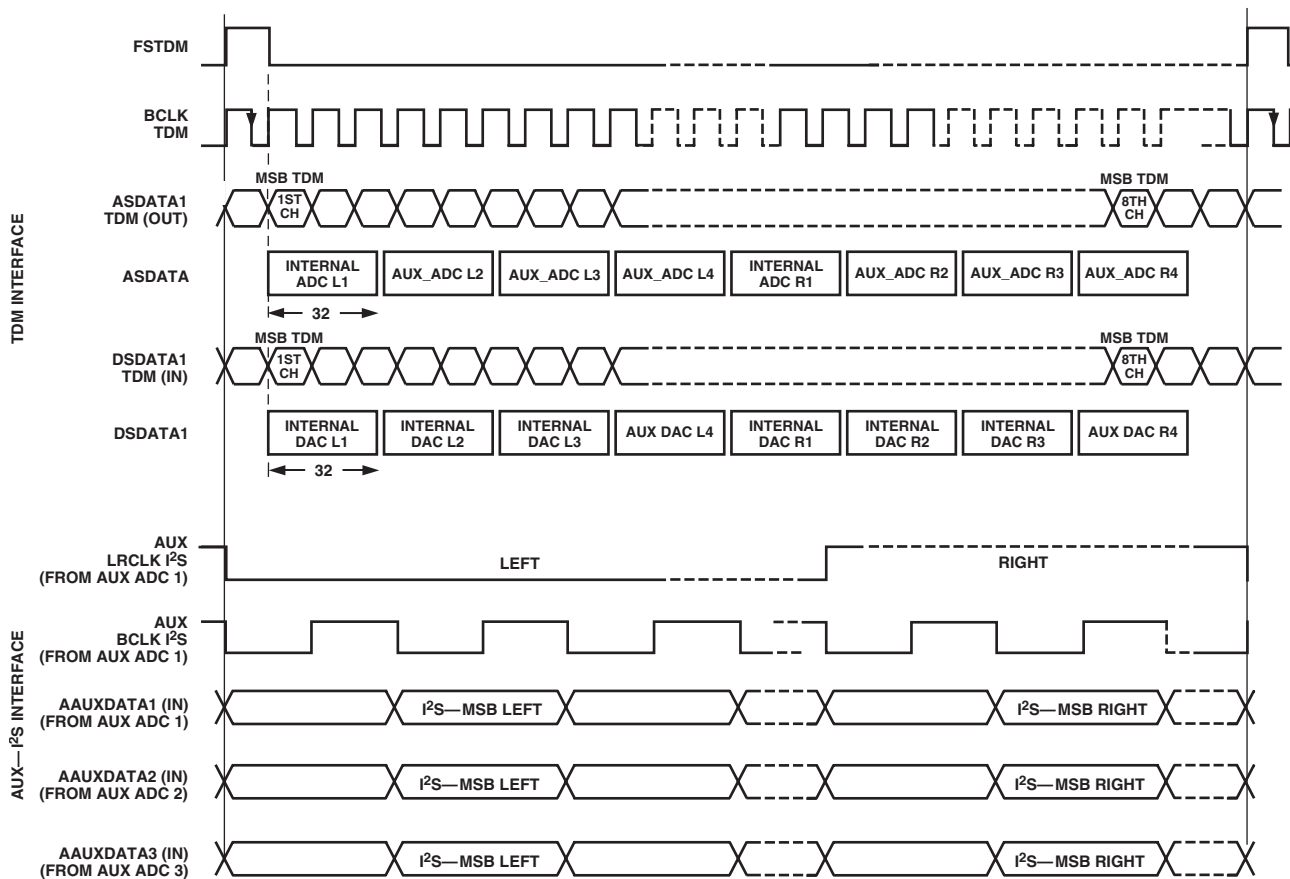 FSTDM
BCLK
TDM
MSB TDM
MSB TDM
ASDATA1
TDM (OUT)
1ST
CH
8TH
CH
ASDATA
INTERNAL
ADC L1
AUX_ADC L2
AUX_ADC L3
AUX_ADC L4
INTERNAL
ADC R1
AUX_ADC R2
AUX_ADC R3
AUX_ADC R4
32
TDM INTERFACE
MSB TDM
MSB TDM
DSDATA1
TDM (IN)
1ST
CH
8TH
CH
DSDATA1
INTERNAL
DAC L1
INTERNAL
DAC L2
INTERNAL
DAC L3
AUX DAC L4
INTERNAL
DAC R1
INTERNAL
DAC R2
INTERNAL
DAC R3
AUX DAC R4
32
AUX
LRCLK I²S
(FROM AUX ADC 1)
LEFT
RIGHT
AUX
BCLK I²S
(FROM AUX ADC 1)
AUX—I²S INTERFACE
AAUXDATA1 (IN)
(FROM AUX ADC 1)
I²S—MSB LEFT
I²S—MSB RIGHT
AAUXDATA2 (IN)
(FROM AUX ADC 2)
I²S—MSB LEFT
I²S—MSB RIGHT
AAUXDATA3 (IN)
(FROM AUX ADC 3)
I²S—MSB LEFT
I²S—MSB RIGHT